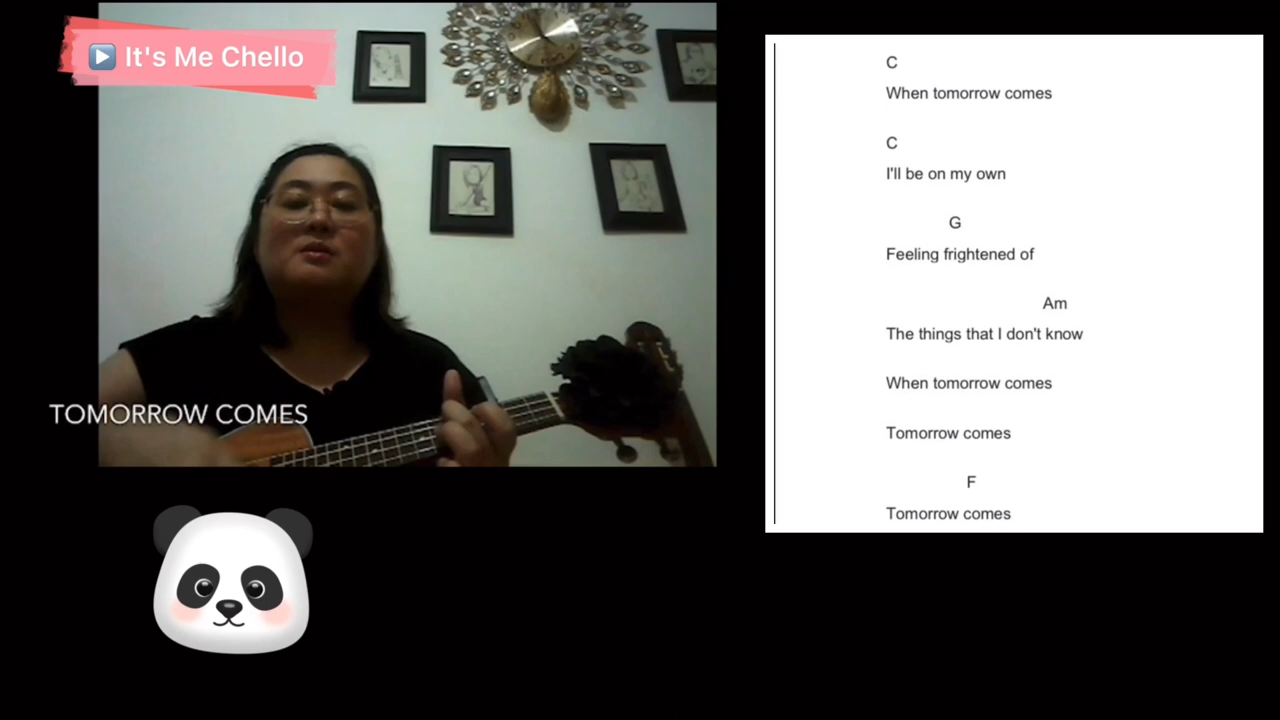 It's Me Chello
TOMORROW COMES
C
When tomorrow comes
C
I'll be on my own
G
Feeling frightened of
Am
The things that I don't know
When tomorrow comes
Tomorrow comes
F
Tomorrow comes